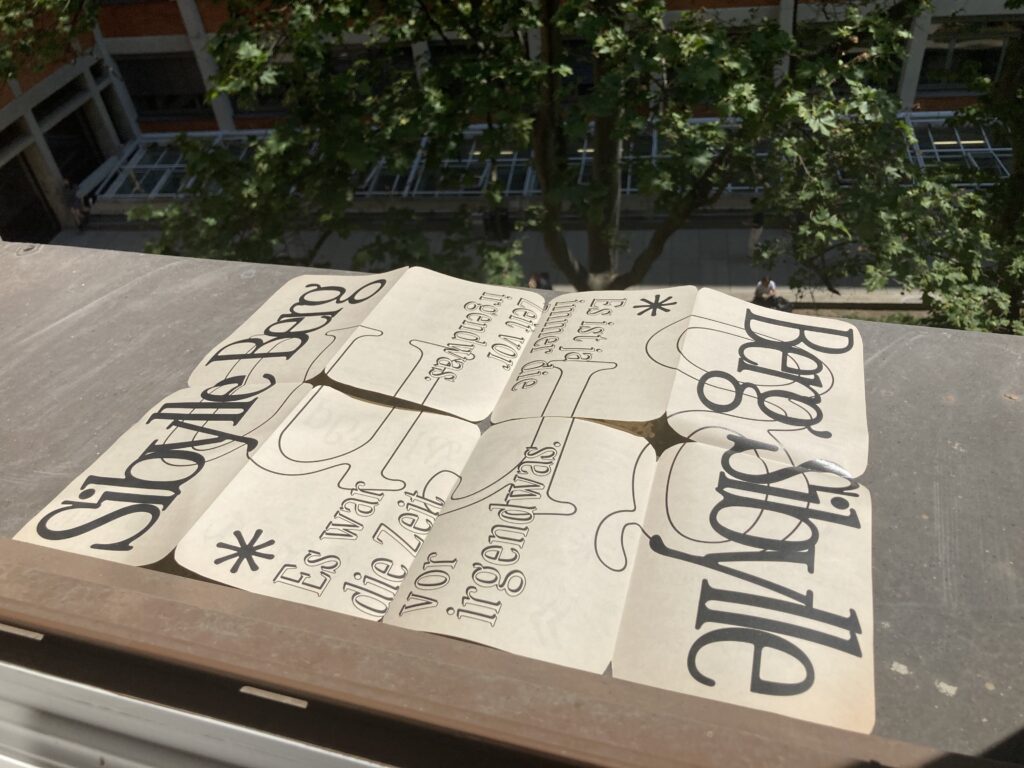 Sibylle Berg
Zeit vor
irgendwas.
Es ist ja
immer die
*
Berg Sibylle
*
Es war
die Zeit
vor
irgendwas.